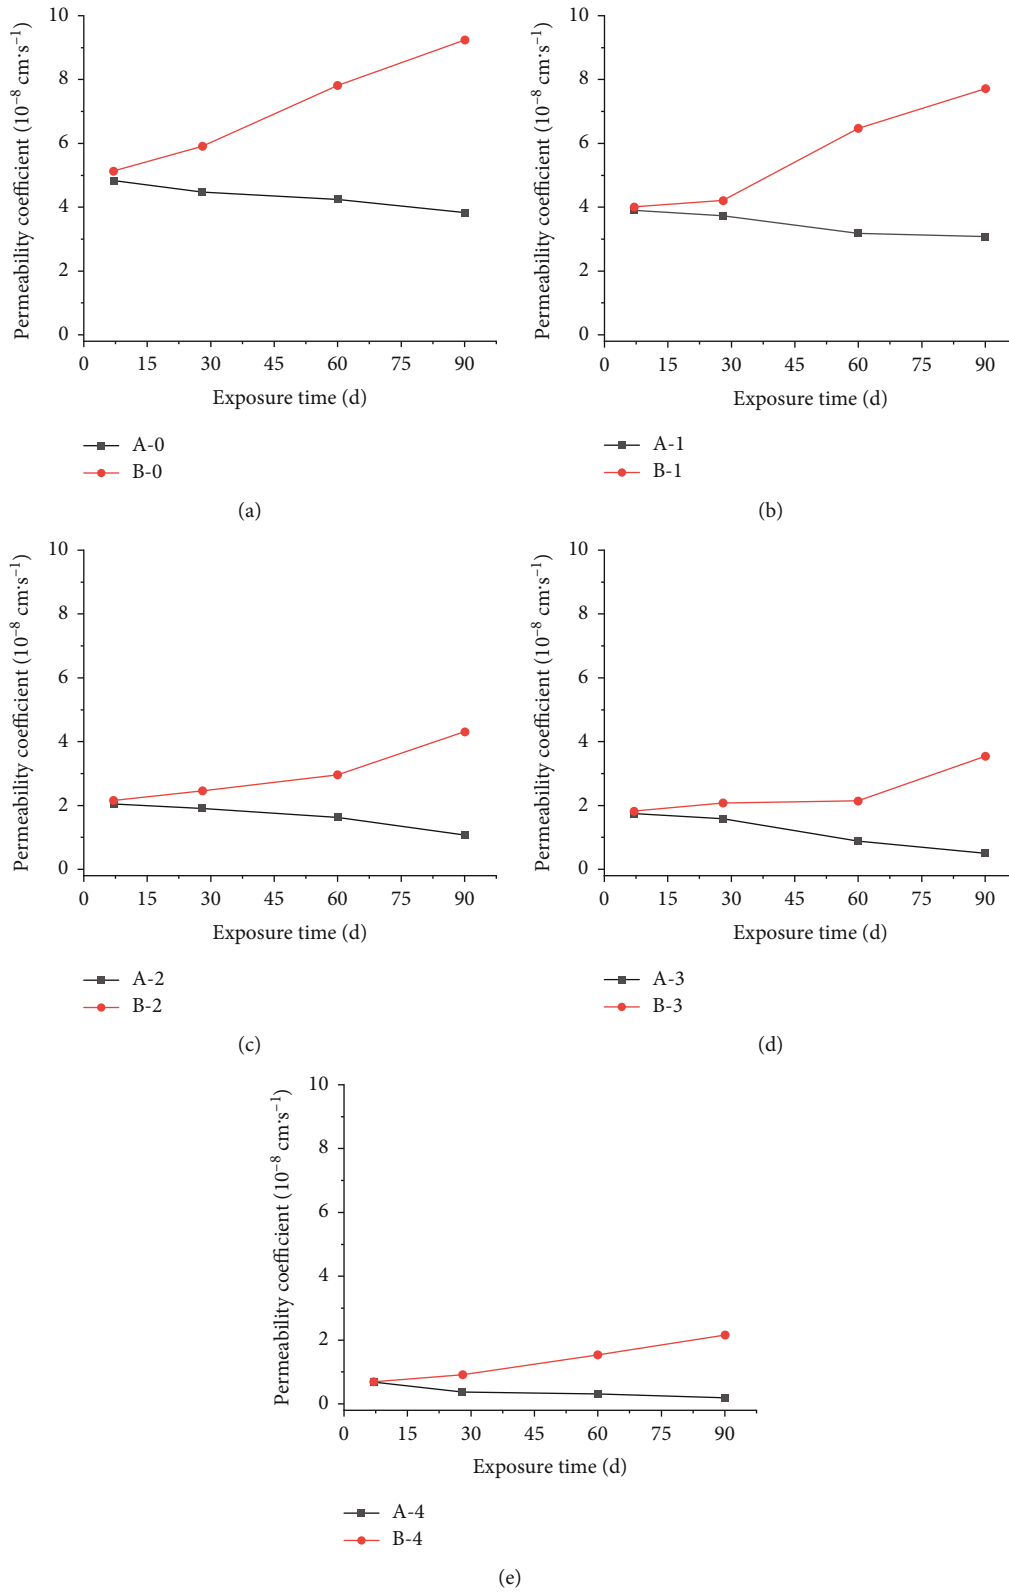 Permeability coefficient (10⁻⁸ cm·s⁻¹)
10
8
6
4
2
0
0 15 30 45 60 75 90
Exposure time (d)
A-0
B-0
(a)
Permeability coefficient (10⁻⁸ cm·s⁻¹)
10
8
6
4
2
0
0 15 30 45 60 75 90
Exposure time (d)
A-1
B-1
(b)
Permeability coefficient (10⁻⁸ cm·s⁻¹)
10
8
6
4
2
0
0 15 30 45 60 75 90
Exposure time (d)
A-2
B-2
(c)
Permeability coefficient (10⁻⁸ cm·s⁻¹)
10
8
6
4
2
0
0 15 30 45 60 75 90
Exposure time (d)
A-3
B-3
(d)
Permeability coefficient (10⁻⁸ cm·s⁻¹)
10
8
6
4
2
0
0 15 30 45 60 75 90
Exposure time (d)
A-4
B-4
(e)